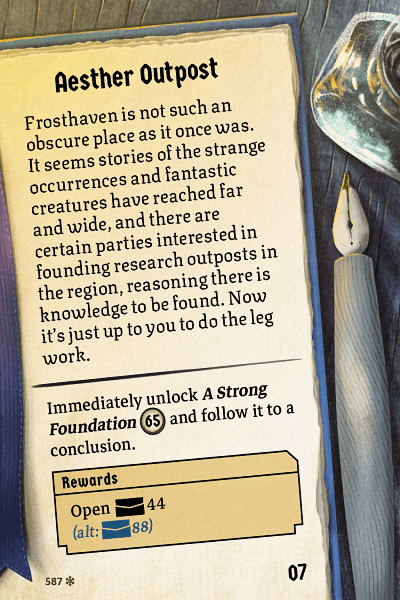 Aesther Outpost
Frosthaven is not such an
obscure place as it once was.
It seems stories of the strange
occurrences and fantastic
creatures have reached far
and wide, and there are
certain parties interested in
founding research outposts in
the region, reasoning there is
knowledge to be found. Now
it's just up to you to do the leg
work.
Immediately unlock A Strong
Foundation 65 and follow it to a
conclusion.
Rewards
Open 44
(alt: 88)
587
07